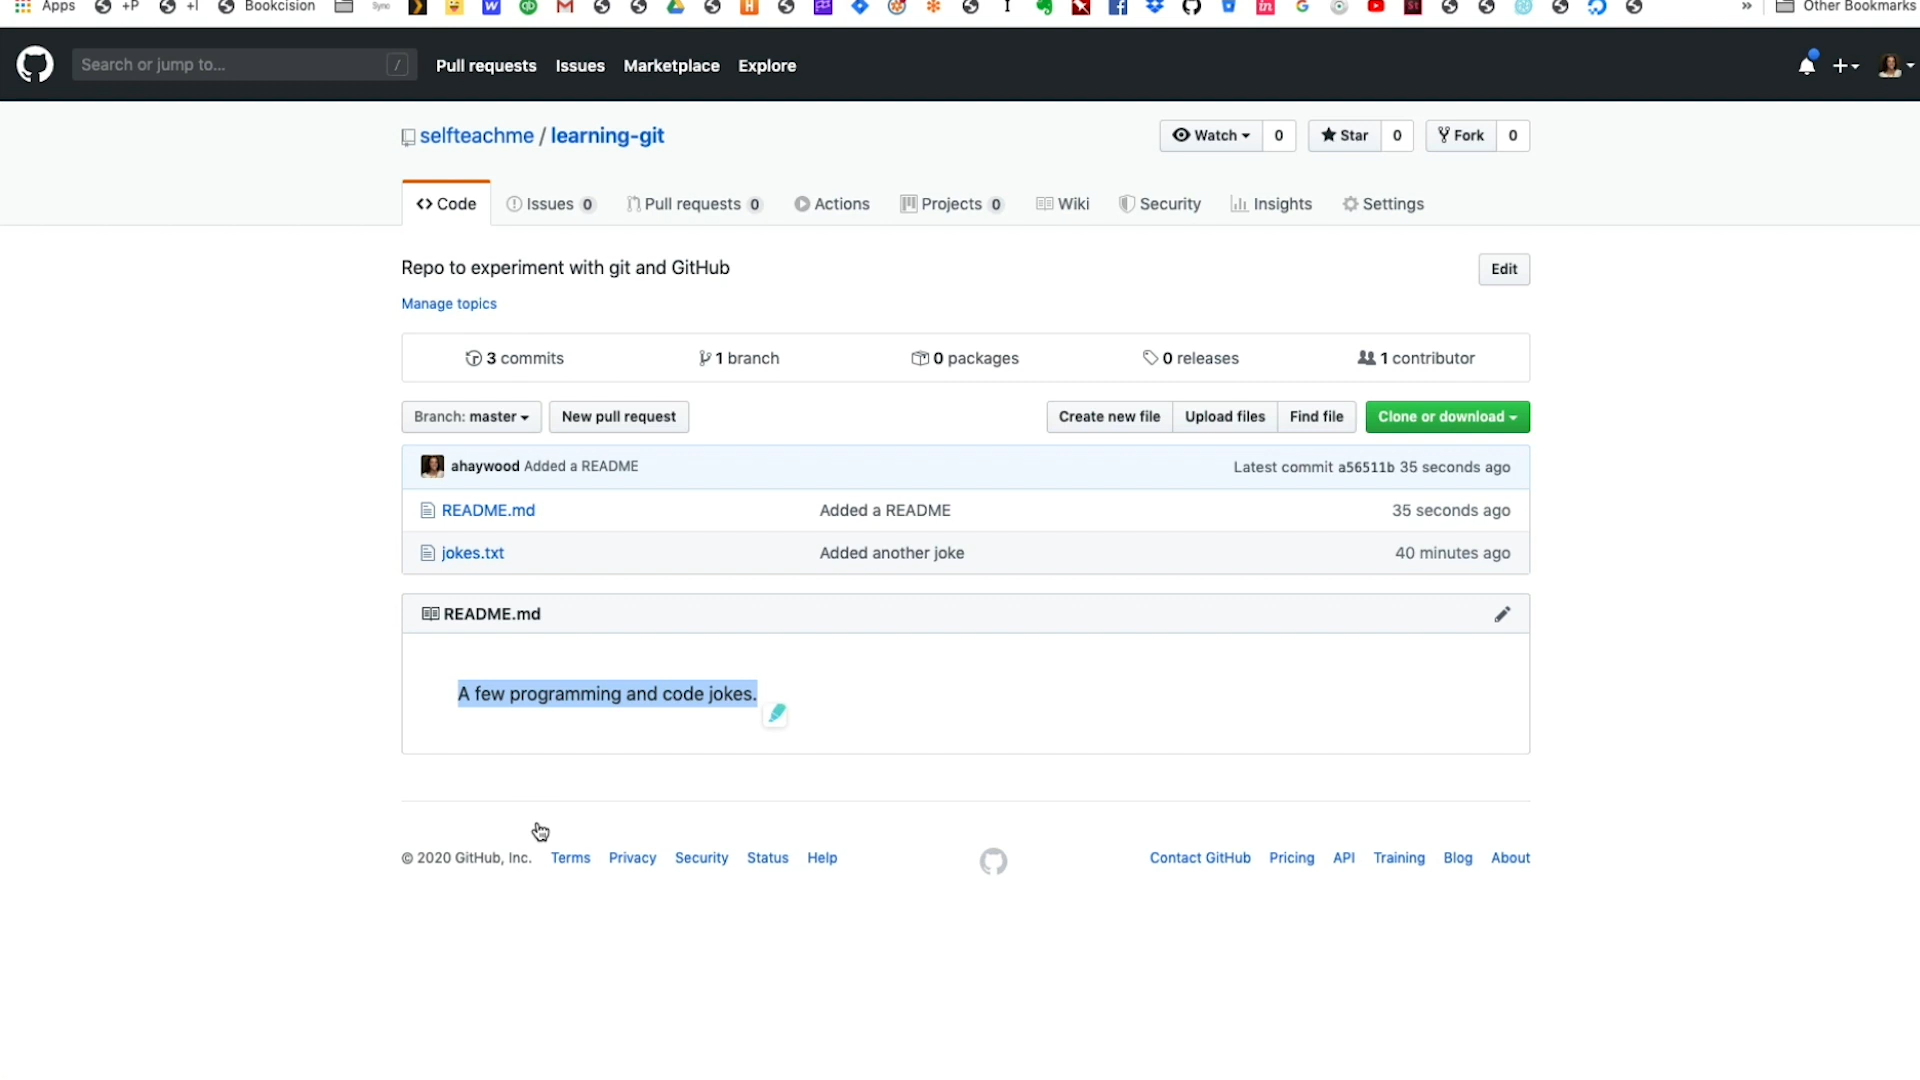 Apps +P +I Bookcision Sync Other Bookmarks
Search or jump to... / Pull requests Issues Marketplace Explore
selfteachme / learning-git Watch 0 Star 0 Fork 0
Code Issues 0 Pull requests 0 Actions Projects 0 Wiki Security Insights Settings
Repo to experiment with git and GitHub Edit
Manage topics
3 commits 1 branch 0 packages 0 releases 1 contributor
Branch: master New pull request Create new file Upload files Find file Clone or download
ahaywood Added a README Latest commit a56511b 35 seconds ago
README.md Added a README 35 seconds ago
jokes.txt Added another joke 40 minutes ago
README.md
A few programming and code jokes.
© 2020 GitHub, Inc. Terms Privacy Security Status Help Contact GitHub Pricing API Training Blog About